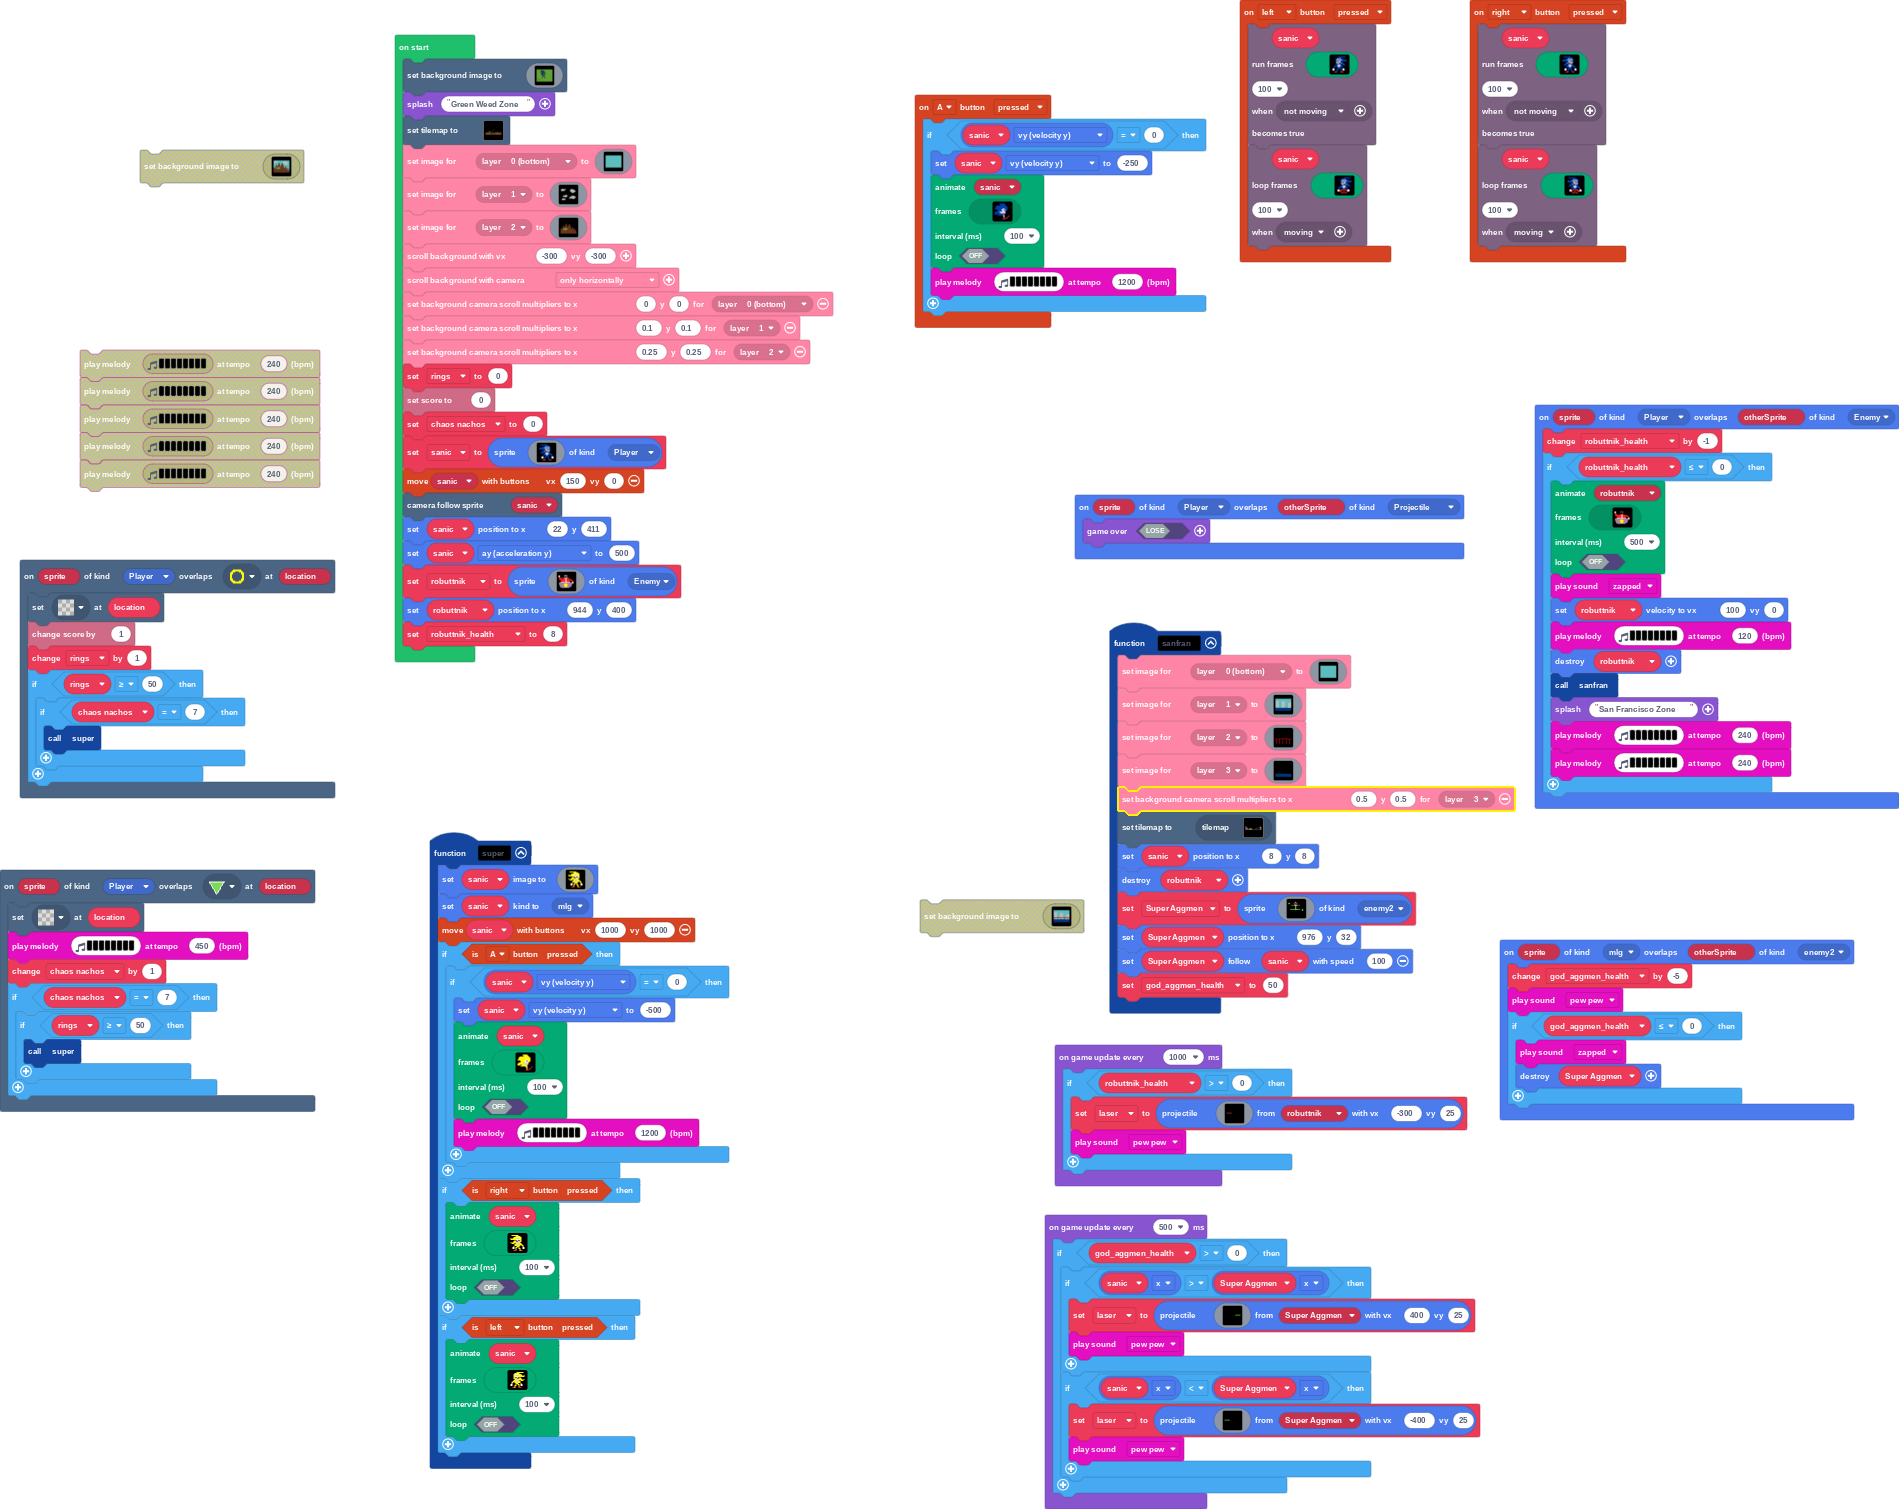 set background image to
play melody at tempo 240 (bpm)
play melody at tempo 240 (bpm)
play melody at tempo 240 (bpm)
play melody at tempo 240 (bpm)
play melody at tempo 240 (bpm)
on sprite of kind Player overlaps at location
set at location
change score by 1
change rings by 1
if rings ≥ 50 then
if chaos nachos = 7 then
call super
on sprite of kind Player overlaps at location
set at location
play melody at tempo 450 (bpm)
change chaos nachos by 1
if chaos nachos = 7 then
if rings ≥ 50 then
call super
on start
set background image to
splash "Green Weed Zone"
set tilemap to
set image for layer 0 (bottom) to
set image for layer 1 to
set image for layer 2 to
scroll background with vx -300 vy -300
scroll background with camera only horizontally
set background camera scroll multipliers to x 0 y 0 for layer 0 (bottom)
set background camera scroll multipliers to x 0.1 y 0.1 for layer 1
set background camera scroll multipliers to x 0.25 y 0.25 for layer 2
set rings to 0
set score to 0
set chaos nachos to 0
set sanic to sprite of kind Player
move sanic with buttons vx 150 vy 0
camera follow sprite sanic
set sanic position to x 22 y 411
set sanic ay (acceleration y) to 500
set robuttnik to sprite of kind Enemy
set robuttnik position to x 944 y 400
set robuttnik_health to 8
function super
set sanic image to
set sanic kind to mlg
move sanic with buttons vx 1000 vy 1000
if is A button pressed then
if sanic vy (velocity y) = 0 then
set sanic vy (velocity y) to -500
animate sanic
frames
interval (ms) 100
loop OFF
play melody at tempo 1200 (bpm)
if is right button pressed then
animate sanic
frames
interval (ms) 100
loop OFF
if is left button pressed then
animate sanic
frames
interval (ms) 100
loop OFF
on A button pressed
if sanic vy (velocity y) = 0 then
set sanic vy (velocity y) to -250
animate sanic
frames
interval (ms) 100
loop OFF
play melody at tempo 1200 (bpm)
on left button pressed
sanic
run frames
100
when not moving
becomes true
sanic
loop frames
100
when moving
on right button pressed
sanic
run frames
100
when not moving
becomes true
sanic
loop frames
100
when moving
on sprite of kind Player overlaps otherSprite of kind Projectile
game over LOSE
function sanfran
set image for layer 0 (bottom) to
set image for layer 1 to
set image for layer 2 to
set image for layer 3 to
set background camera scroll multipliers to x 0.5 y 0.5 for layer 3
set tilemap to tilemap
set sanic position to x 8 y 8
destroy robuttnik
set Super Aggmen to sprite of kind enemy2
set Super Aggmen position to x 976 y 32
set Super Aggmen follow sanic with speed 100
set god_aggmen_health to 50
set background image to
on game update every 1000 ms
if robuttnik_health > 0 then
set laser to projectile from robuttnik with vx -300 vy 25
play sound pew pew
on game update every 500 ms
if god_aggmen_health > 0 then
if sanic x > Super Aggmen x then
set laser to projectile from Super Aggmen with vx 400 vy 25
play sound pew pew
if sanic x < Super Aggmen x then
set laser to projectile from Super Aggmen with vx -400 vy 25
play sound pew pew
on sprite of kind Player overlaps otherSprite of kind Enemy
change robuttnik_health by -1
if robuttnik_health ≤ 0 then
animate robuttnik
frames
interval (ms) 500
loop OFF
play sound zapped
set robuttnik velocity to vx 100 vy 0
play melody at tempo 120 (bpm)
destroy robuttnik
call sanfran
splash "San Francisco Zone"
play melody at tempo 240 (bpm)
play melody at tempo 240 (bpm)
on sprite of kind mlg overlaps otherSprite of kind enemy2
change god_aggmen_health by -5
play sound pew pew
if god_aggmen_health ≤ 0 then
play sound zapped
destroy Super Aggmen